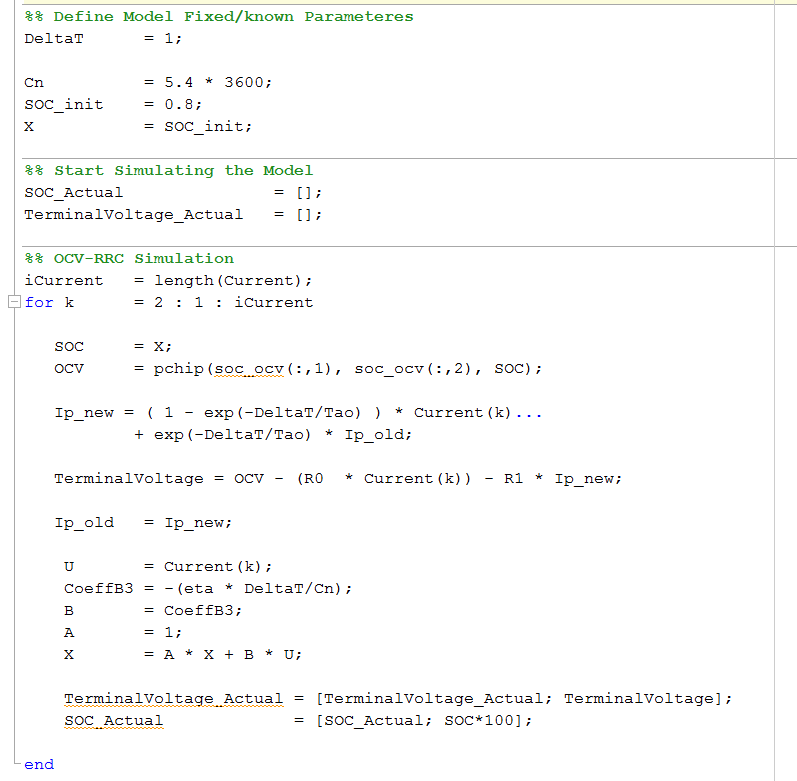 %% Define Model Fixed/known Parameteres
DeltaT      = 1;
Cn          = 5.4 * 3600;
SOC_init    = 0.8;
X           = SOC_init;
%% Start Simulating the Model
SOC_Actual               = [];
TerminalVoltage_Actual   = [];
%% OCV-RRC Simulation
iCurrent   = length(Current);
for k      = 2 : 1 : iCurrent
   SOC     = X;
   OCV     = pchip(soc_ocv(:,1), soc_ocv(:,2), SOC);
   Ip_new = ( 1 - exp(-DeltaT/Tao) ) * Current(k)...
           + exp(-DeltaT/Tao) * Ip_old;
   TerminalVoltage = OCV - (R0  * Current(k)) - R1 * Ip_new;
   Ip_old   = Ip_new;
    U       = Current(k);
    CoeffB3 = -(eta * DeltaT/Cn);
    B       = CoeffB3;
    A       = 1;
    X       = A * X + B * U;
    TerminalVoltage_Actual = [TerminalVoltage_Actual; TerminalVoltage];
    SOC_Actual             = [SOC_Actual; SOC*100];
end